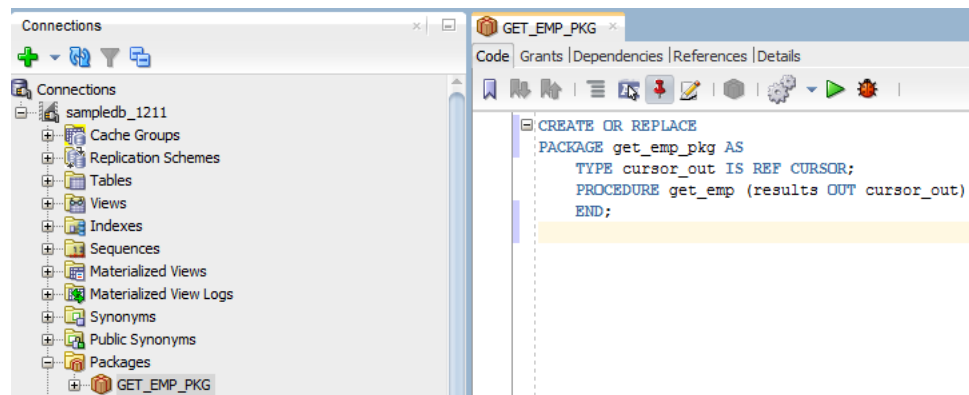 Connections
Connections
sampledb_1211
Cache Groups
Replication Schemes
Tables
Views
Indexes
Sequences
Materialized Views
Materialized View Logs
Synonyms
Public Synonyms
Packages
GET_EMP_PKG
GET_EMP_PKG
Code Grants Dependencies References Details
CREATE OR REPLACE
PACKAGE get_emp_pkg AS
TYPE cursor_out IS REF CURSOR;
PROCEDURE get_emp (results OUT cursor_out)
END;